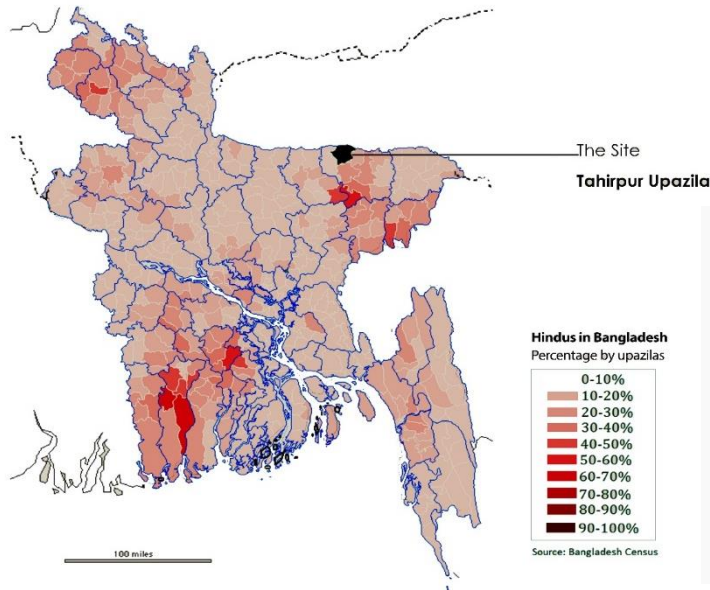 The Site
Tahirpur Upazila
Hindus in Bangladesh
Percentage by upazilas
0-10%
10-20%
20-30%
30-40%
40-50%
50-60%
60-70%
70-80%
80-90%
90-100%
Source: Bangladesh Census
100 miles